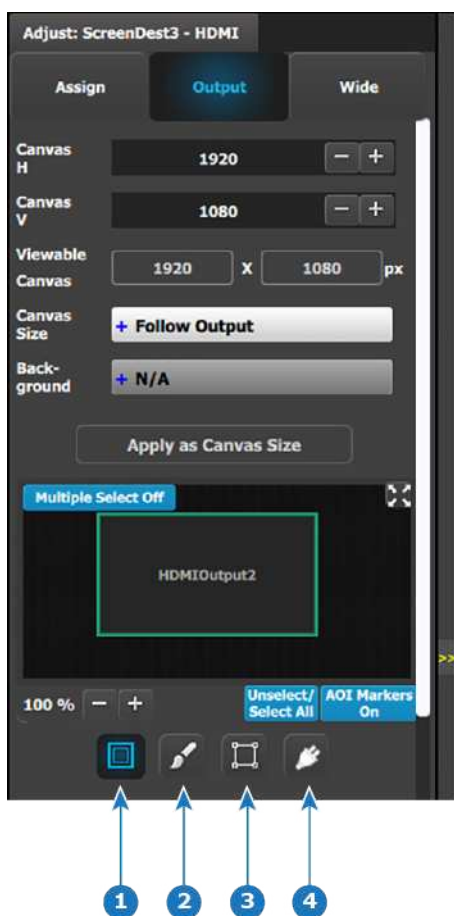 Adjust: ScreenDest3 - HDMI
Assign Output Wide
Canvas H 1920 − +
Canvas V 1080 − +
Viewable Canvas 1920 X 1080 px
Canvas Size + Follow Output
Back-ground + N/A
Apply as Canvas Size
Multiple Select Off
HDMIOutput2
>>
100 % − + Unselect/ Select All AOI Markers On
1 2 3 4